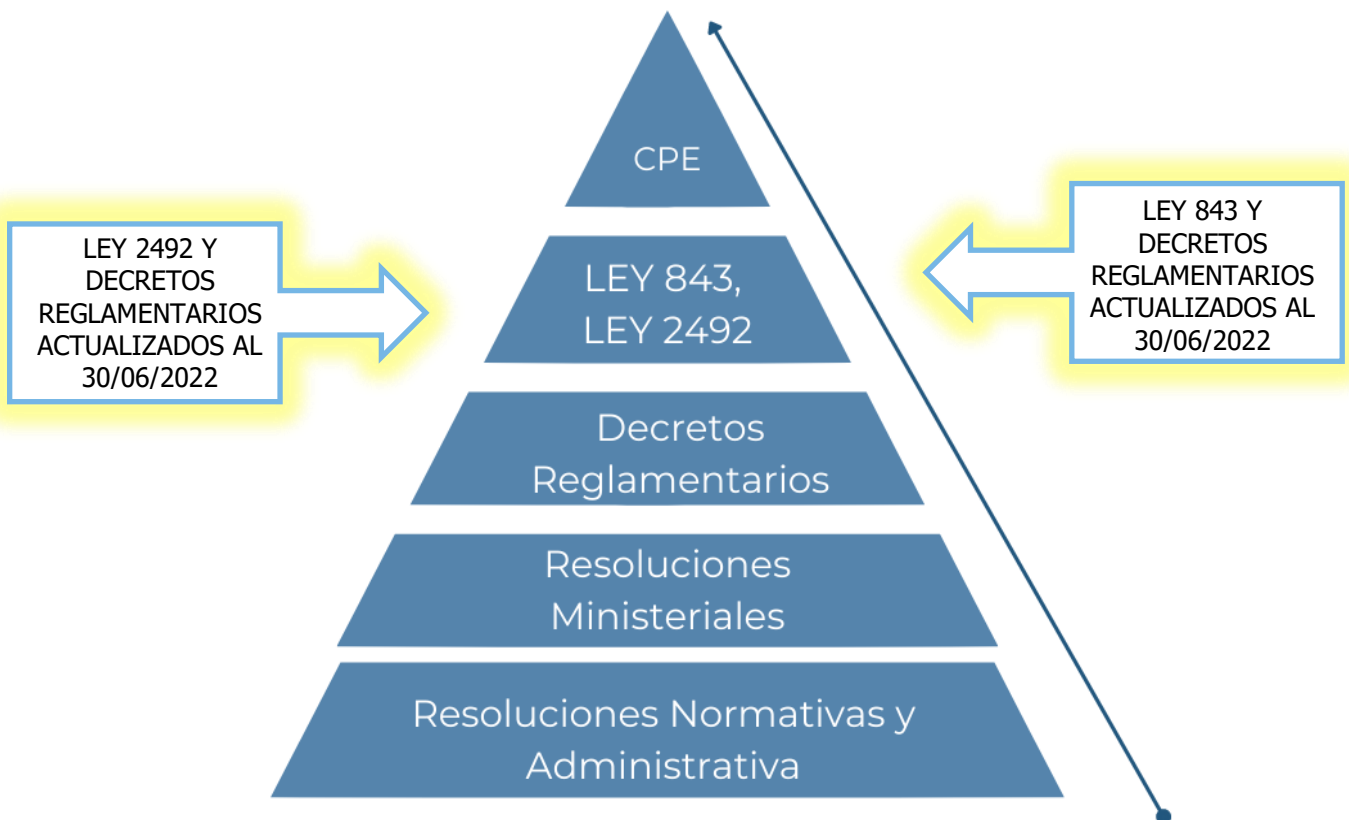 CPE
LEY 2492 Y
DECRETOS
REGLAMENTARIOS
ACTUALIZADOS AL
30/06/2022
LEY 843,
LEY 2492
LEY 843 Y
DECRETOS
REGLAMENTARIOS
ACTUALIZADOS AL
30/06/2022
Decretos
Reglamentarios
Resoluciones
Ministeriales
Resoluciones Normativas y
Administrativa